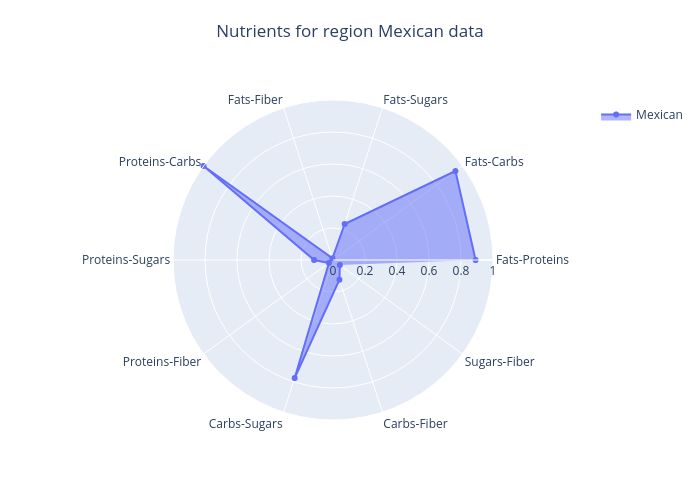 Nutrients for region Mexican data
Fats-Fiber
Fats-Sugars
Mexican
Proteins-Carbs
Fats-Carbs
Proteins-Sugars
Fats-Proteins
0
0.2
0.4
0.6
0.8
1
Proteins-Fiber
Sugars-Fiber
Carbs-Sugars
Carbs-Fiber